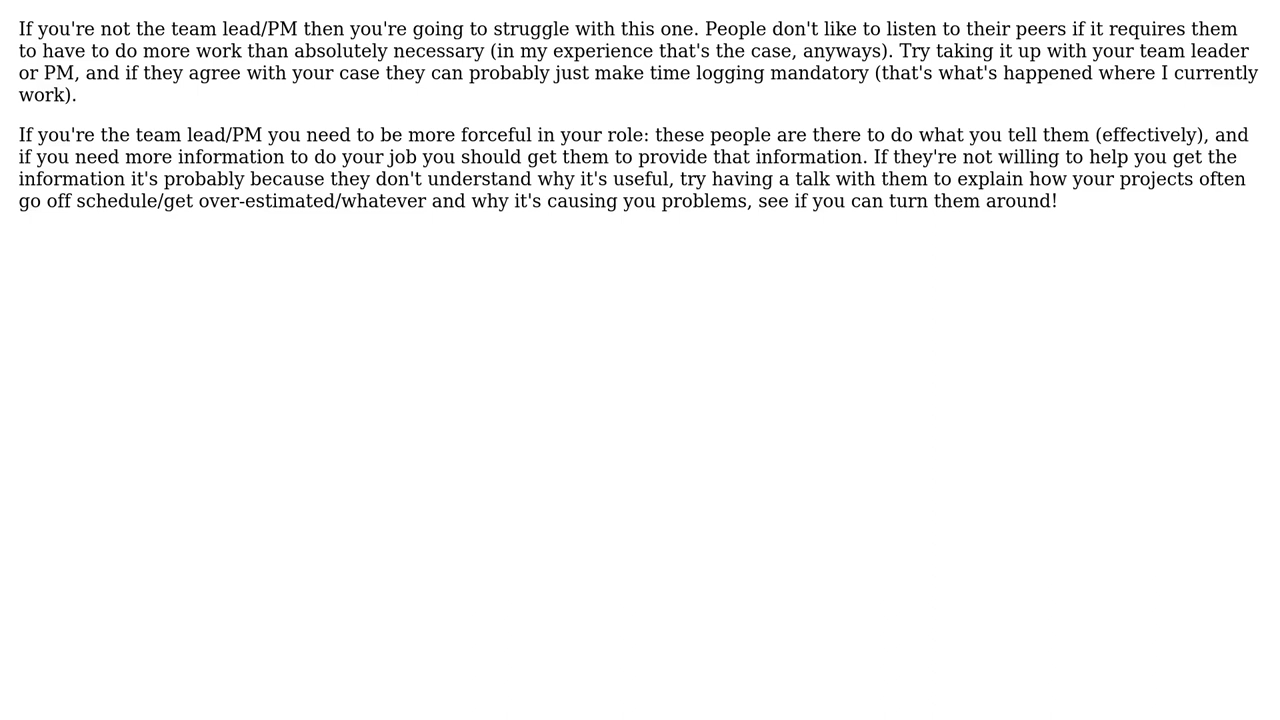 If you're not the team lead/PM then you're going to struggle with this one. People don't like to listen to their peers if it requires them
to have to do more work than absolutely necessary (in my experience that's the case, anyways). Try taking it up with your team leader
or PM, and if they agree with your case they can probably just make time logging mandatory (that's what's happened where I currently
work).
If you're the team lead/PM you need to be more forceful in your role: these people are there to do what you tell them (effectively), and
if you need more information to do your job you should get them to provide that information. If they're not willing to help you get the
information it's probably because they don't understand why it's useful, try having a talk with them to explain how your projects often
go off schedule/get over-estimated/whatever and why it's causing you problems, see if you can turn them around!